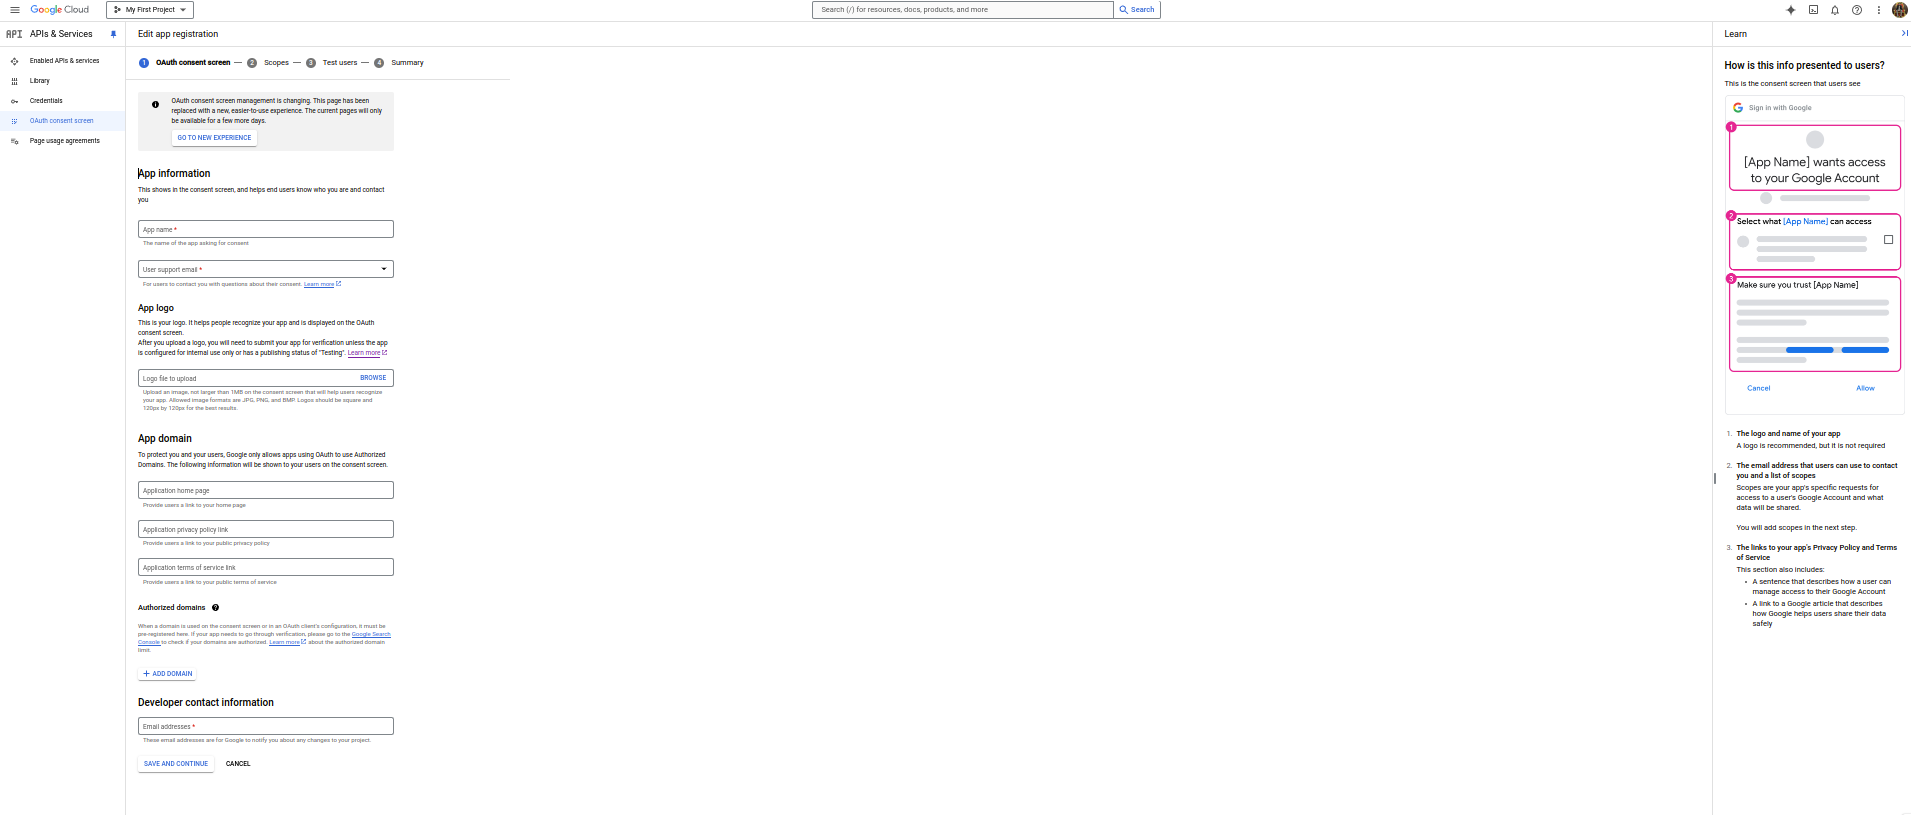 Google Cloud
My First Project
Search (/) for resources, docs, products, and more
Search
API APIs & Services
Enabled APIs & services
Library
Credentials
OAuth consent screen
Page usage agreements
Edit app registration
1 OAuth consent screen — 2 Scopes — 3 Test users — 4 Summary
OAuth consent screen management is changing. This page has been
replaced with a new, easier-to-use experience. The current pages will only
be available for a few more days.
GO TO NEW EXPERIENCE
App information
This shows in the consent screen, and helps end users know who you are and contact
you
App name *
The name of the app asking for consent
User support email *
For users to contact you with questions about their consent. Learn more
App logo
This is your logo. It helps people recognize your app and is displayed on the OAuth
consent screen.
After you upload a logo, you will need to submit your app for verification unless the app
is configured for internal use only or has a publishing status of "Testing". Learn more
Logo file to upload BROWSE
Upload an image, not larger than 1MB on the consent screen that will help users recognize
your app. Allowed image formats are JPG, PNG, and BMP. Logos should be square and
120px by 120px for the best results.
App domain
To protect you and your users, Google only allows apps using OAuth to use Authorized
Domains. The following information will be shown to your users on the consent screen.
Application home page
Provide users a link to your home page
Application privacy policy link
Provide users a link to your public privacy policy
Application terms of service link
Provide users a link to your public terms of service
Authorized domains
When a domain is used on the consent screen or in an OAuth client's configuration, it must be
pre-registered here. If your app needs to go through verification, please go to the Google Search
Console to check if your domains are authorized. Learn more about the authorized domain
limit.
+ ADD DOMAIN
Developer contact information
Email addresses *
These email addresses are for Google to notify you about any changes to your project.
SAVE AND CONTINUE CANCEL
Learn
How is this info presented to users?
This is the consent screen that users see
Sign in with Google
1
[App Name] wants access
to your Google Account
2
Select what [App Name] can access
3
Make sure you trust [App Name]
Cancel Allow
1. The logo and name of your app
A logo is recommended, but it is not required
2. The email address that users can use to contact
you and a list of scopes
Scopes are your app's specific requests for
access to a user's Google Account and what
data will be shared.
You will add scopes in the next step.
3. The links to your app's Privacy Policy and Terms
of Service
This section also includes:
• A sentence that describes how a user can
manage access to their Google Account
• A link to a Google article that describes
how Google helps users share their data
safely